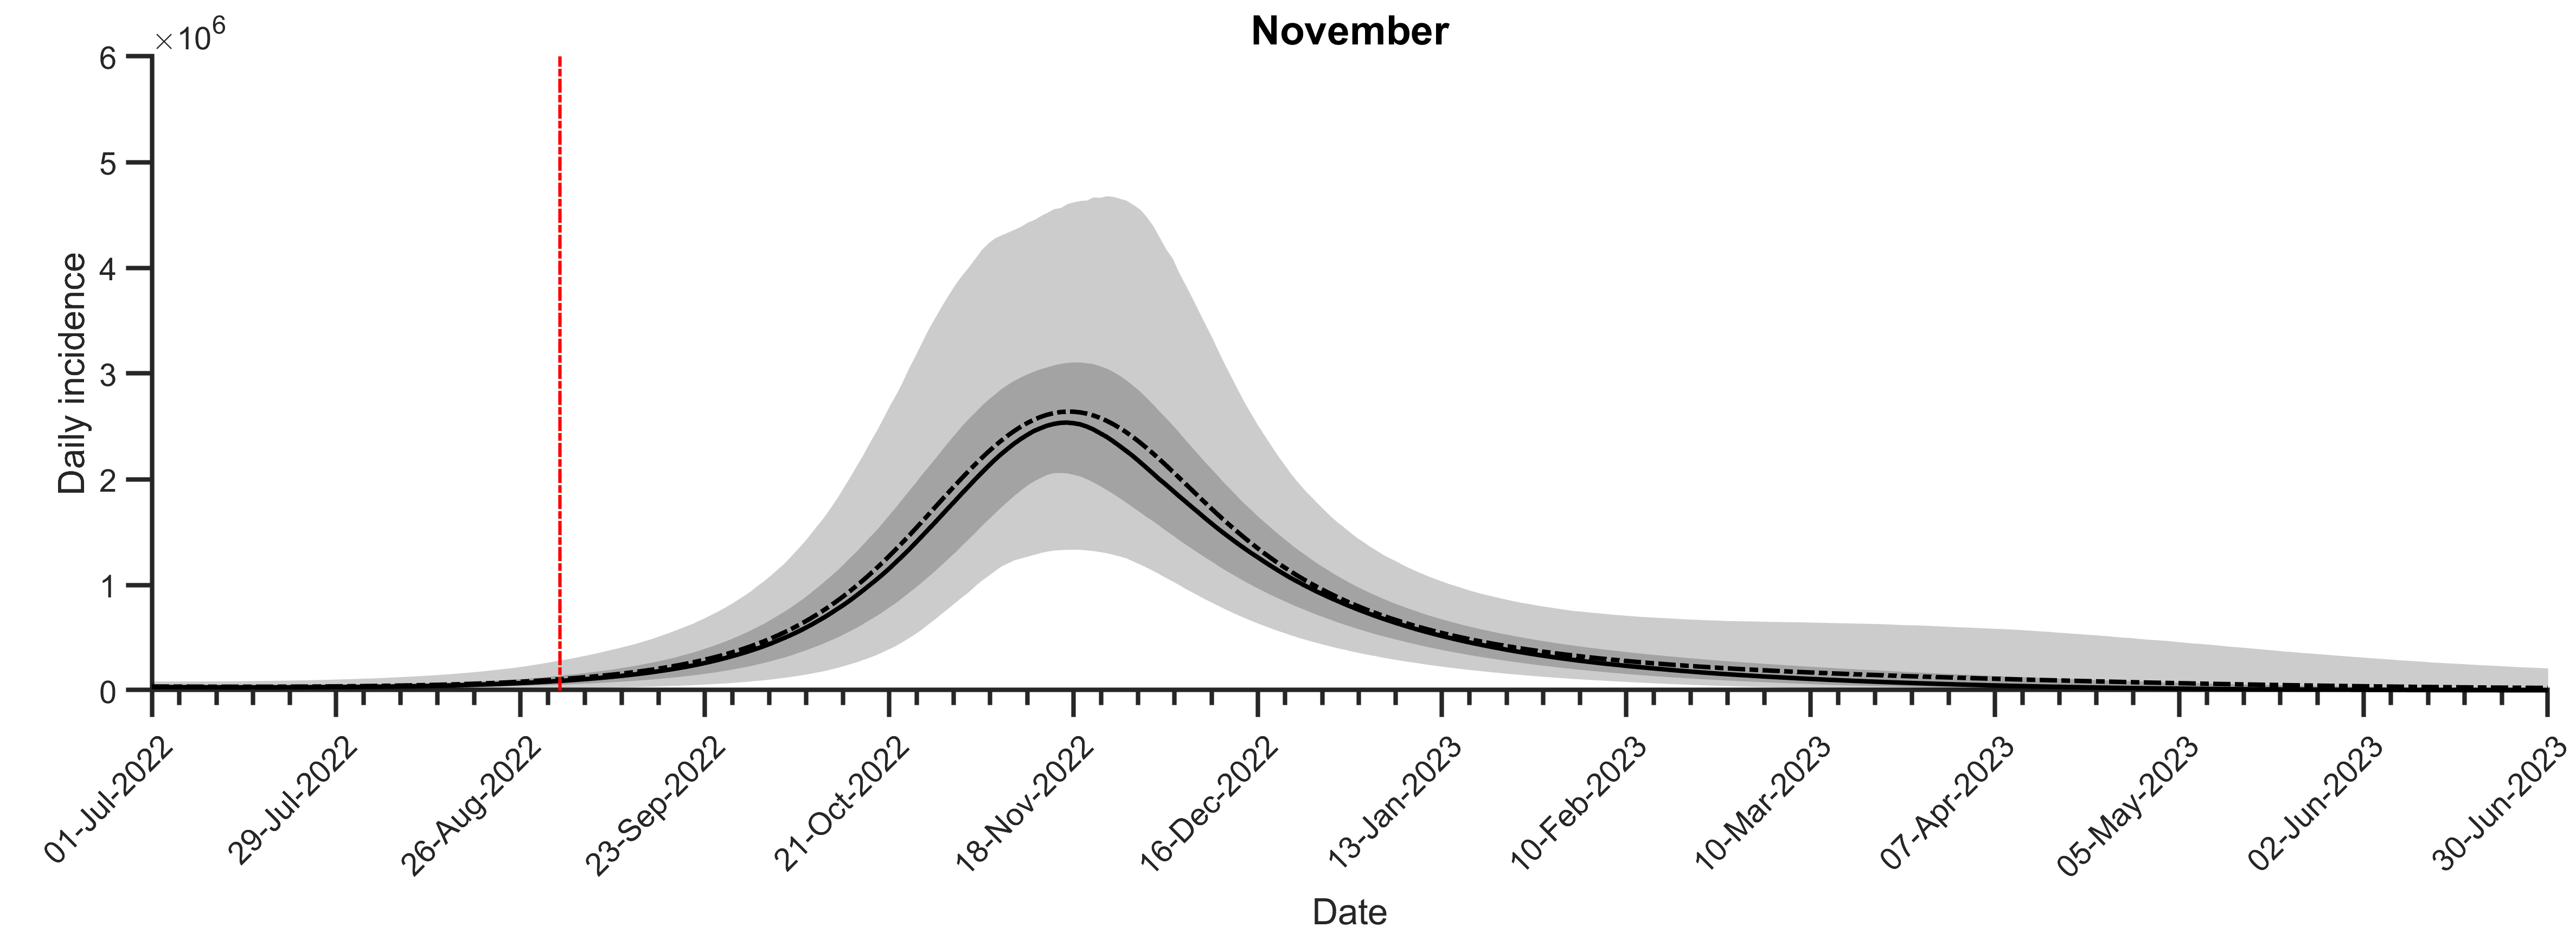 November
×10⁶
6
5
4
3
2
1
0
Daily incidence
01-Jul-2022
29-Jul-2022
26-Aug-2022
23-Sep-2022
21-Oct-2022
18-Nov-2022
16-Dec-2022
13-Jan-2023
10-Feb-2023
10-Mar-2023
07-Apr-2023
05-May-2023
02-Jun-2023
30-Jun-2023
Date